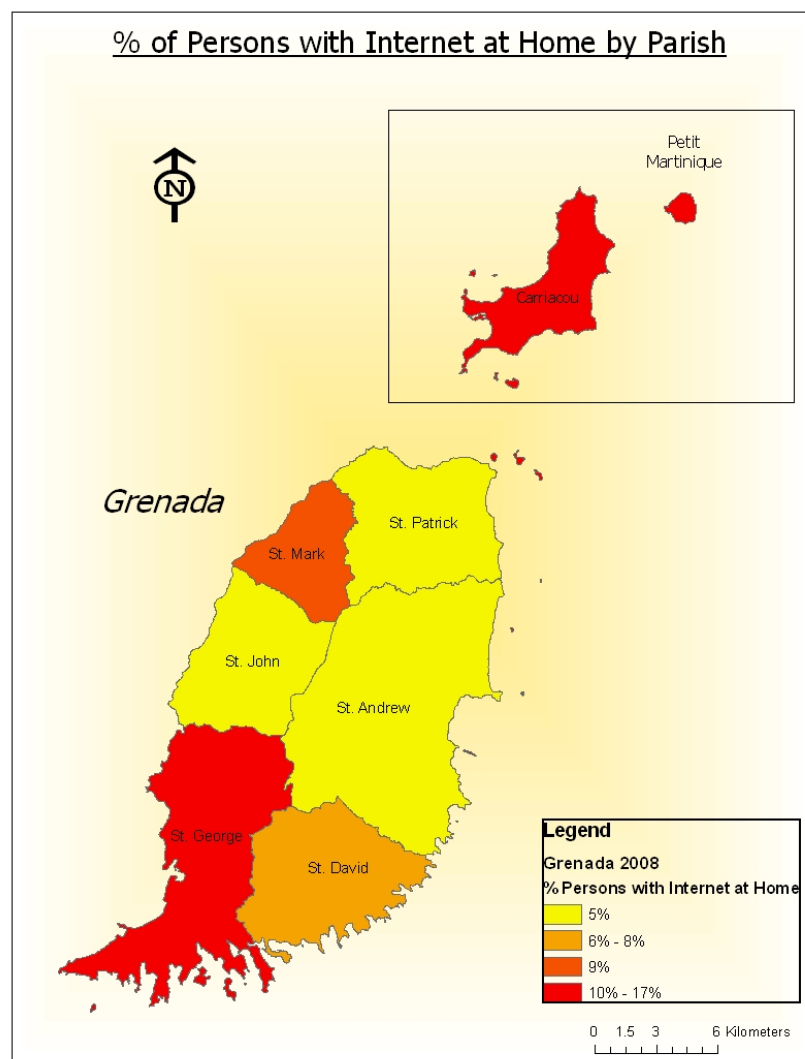 % of Persons with Internet at Home by Parish
N
Petit
Martinique
Carriacou
Grenada
St. Patrick
St. Mark
St. John
St. Andrew
St. George
St. David
Legend
Grenada 2008
% Persons with Internet at Home
5%
6% - 8%
9%
10% - 17%
0 1.5 3 6 Kilometers